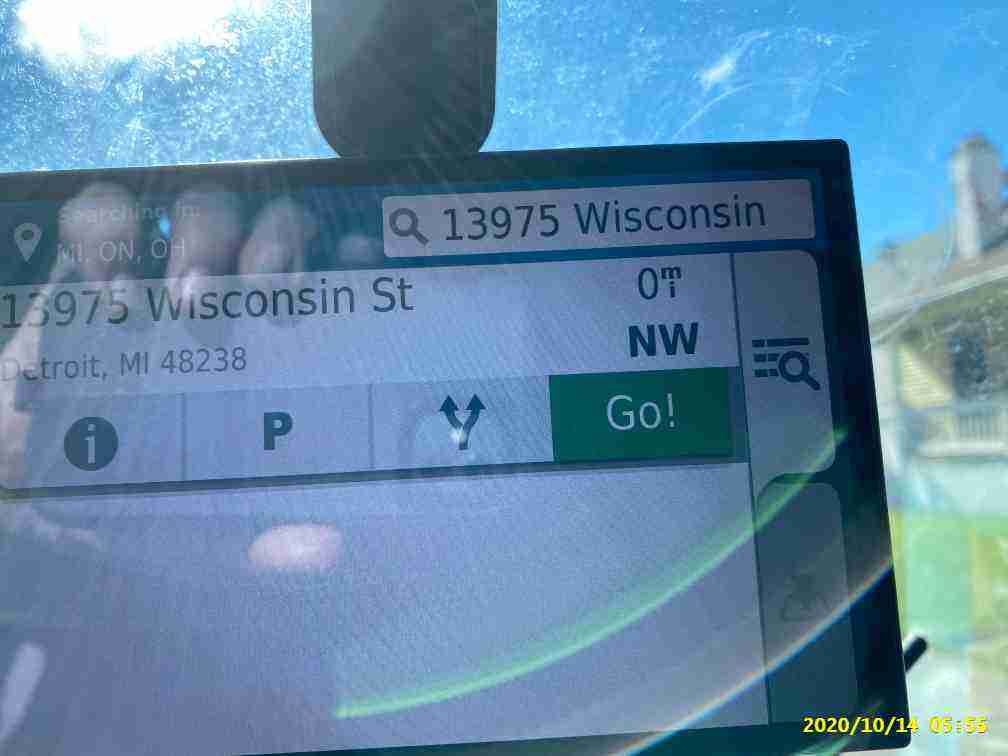 Searching in:
MI, ON, OH
13975 Wisconsin
13975 Wisconsin St
0 mi
Detroit, MI 48238
NW
i
P
Go!
2020/10/14 05:55